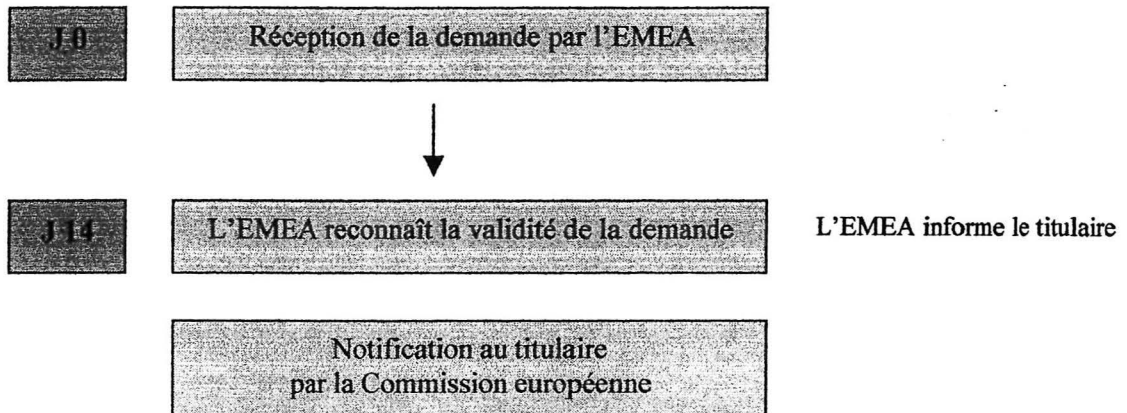 J 0
Réception de la demande par l'EMEA
J 14
L'EMEA reconnaît la validité de la demande
L'EMEA informe le titulaire
Notification au titulaire
par la Commission européenne